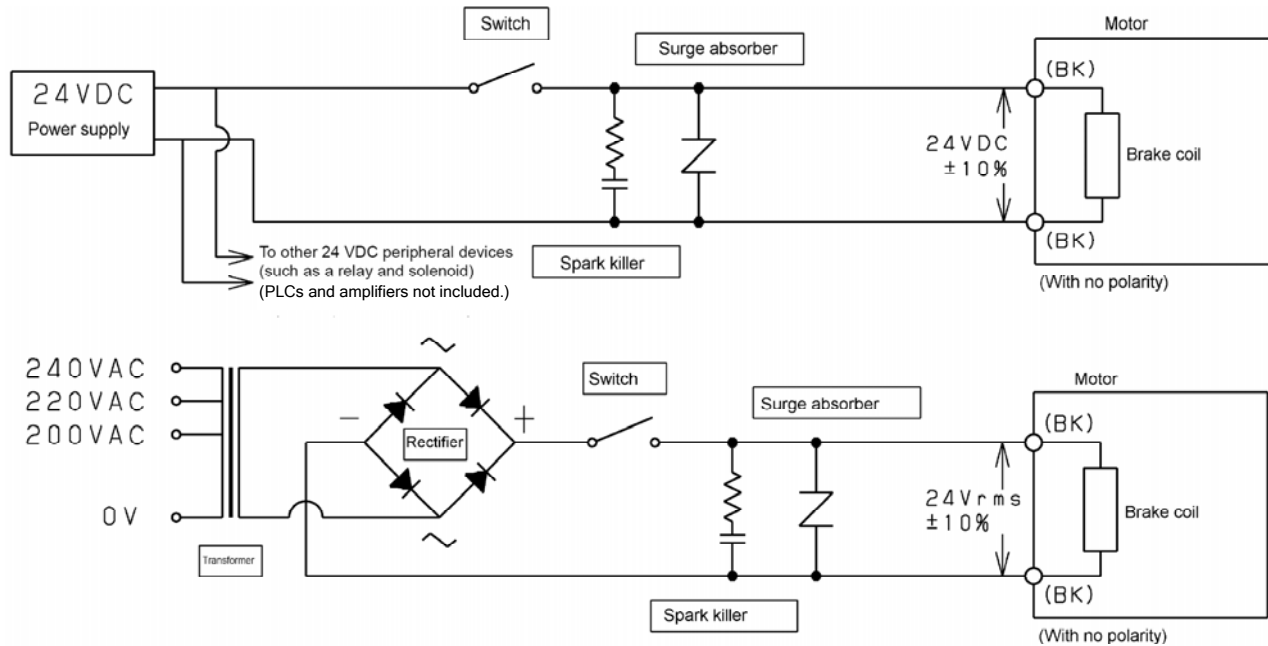 Switch
Surge absorber
Motor
(BK)
24VDC
Power supply
24VDC
±10%
Brake coil
(BK)
To other 24 VDC peripheral devices
(such as a relay and solenoid)
(PLCs and amplifiers not included.)
Spark killer
(With no polarity)
240VAC
220VAC
200VAC
0V
Transformer
Rectifier
−
+
Switch
Surge absorber
Motor
(BK)
24Vrms
±10%
Brake coil
(BK)
Spark killer
(With no polarity)